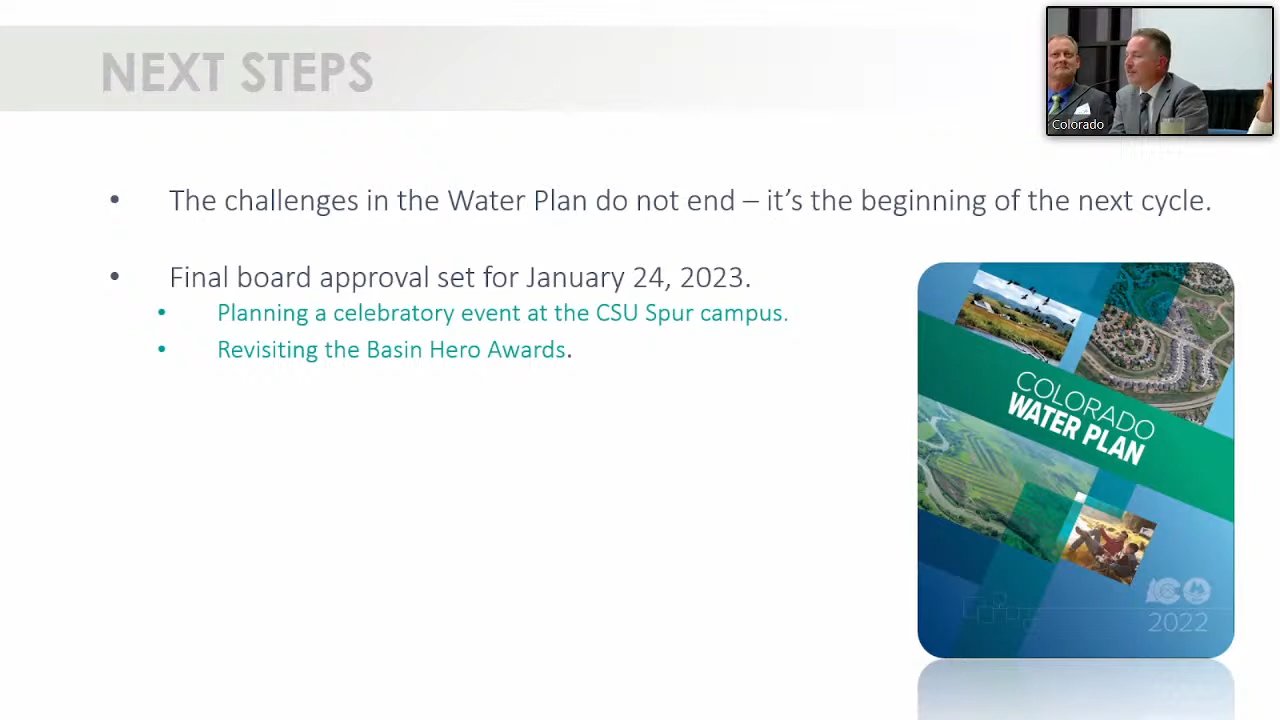 NEXT STEPS
Colorado
• The challenges in the Water Plan do not end – it’s the beginning of the next cycle.
• Final board approval set for January 24, 2023.
• Planning a celebratory event at the CSU Spur campus.
• Revisiting the Basin Hero Awards.
COLORADO
WATER PLAN
CO
2022